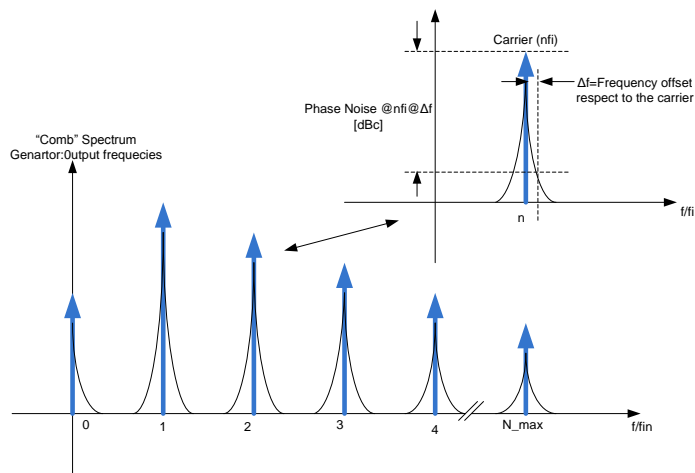 Carrier (nfi)
Δf=Frequency offset
respect to the carrier
Phase Noise @nfi@Δf
[dBc]
n
f/fi
“Comb” Spectrum
Genartor:0utput frequecies
0
1
2
3
4
N_max
f/fin